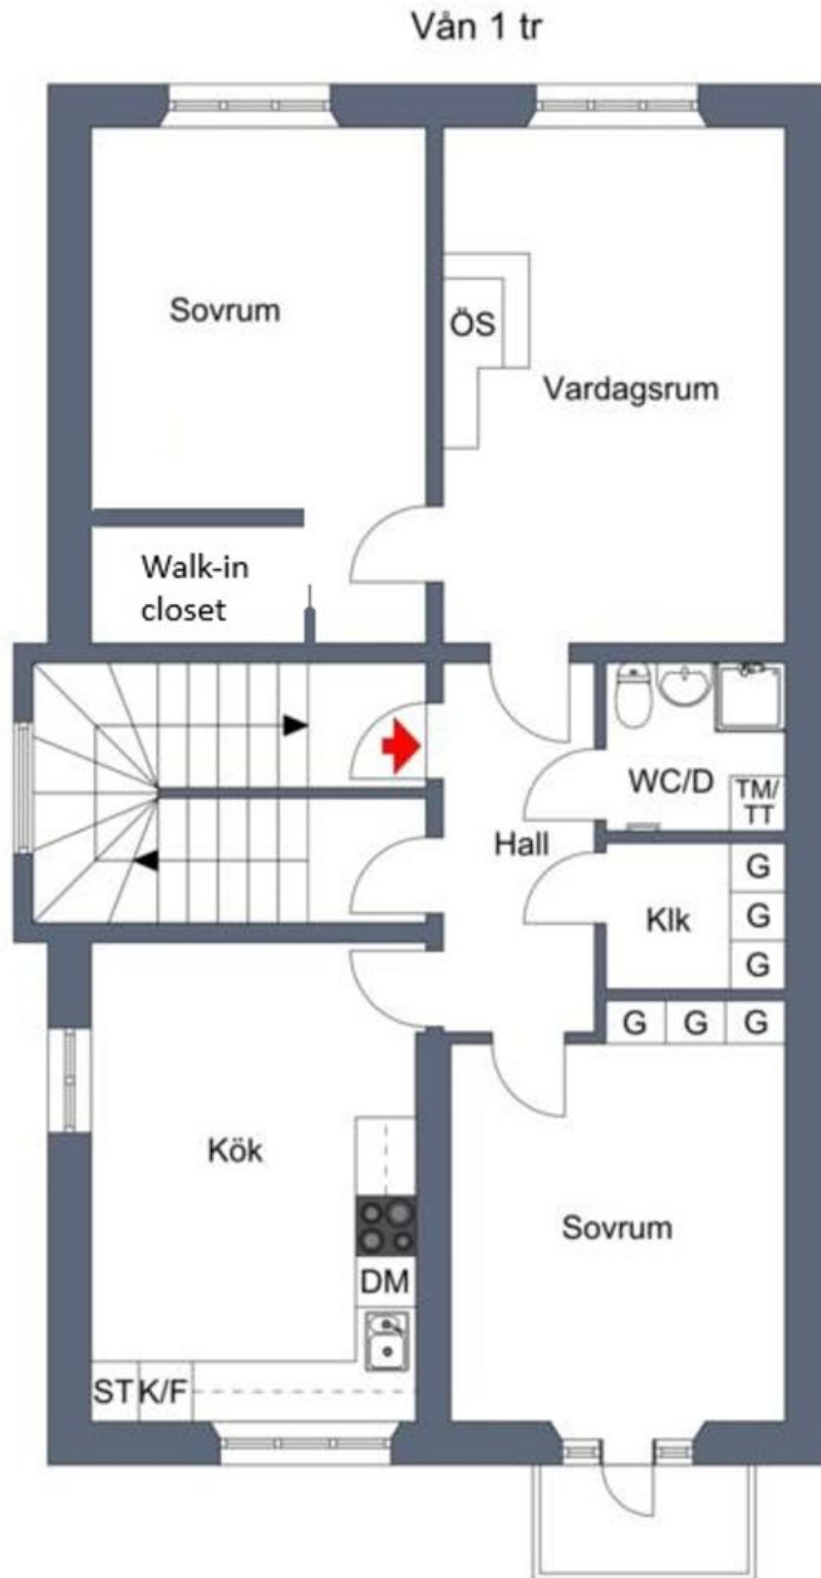 Vån 1 tr
Sovrum
ÖS
Vardagsrum
Walk-in
closet
WC/D
TM/
TT
Hall
G
Klk
G
G
G G G
Kök
Sovrum
DM
ST K/F